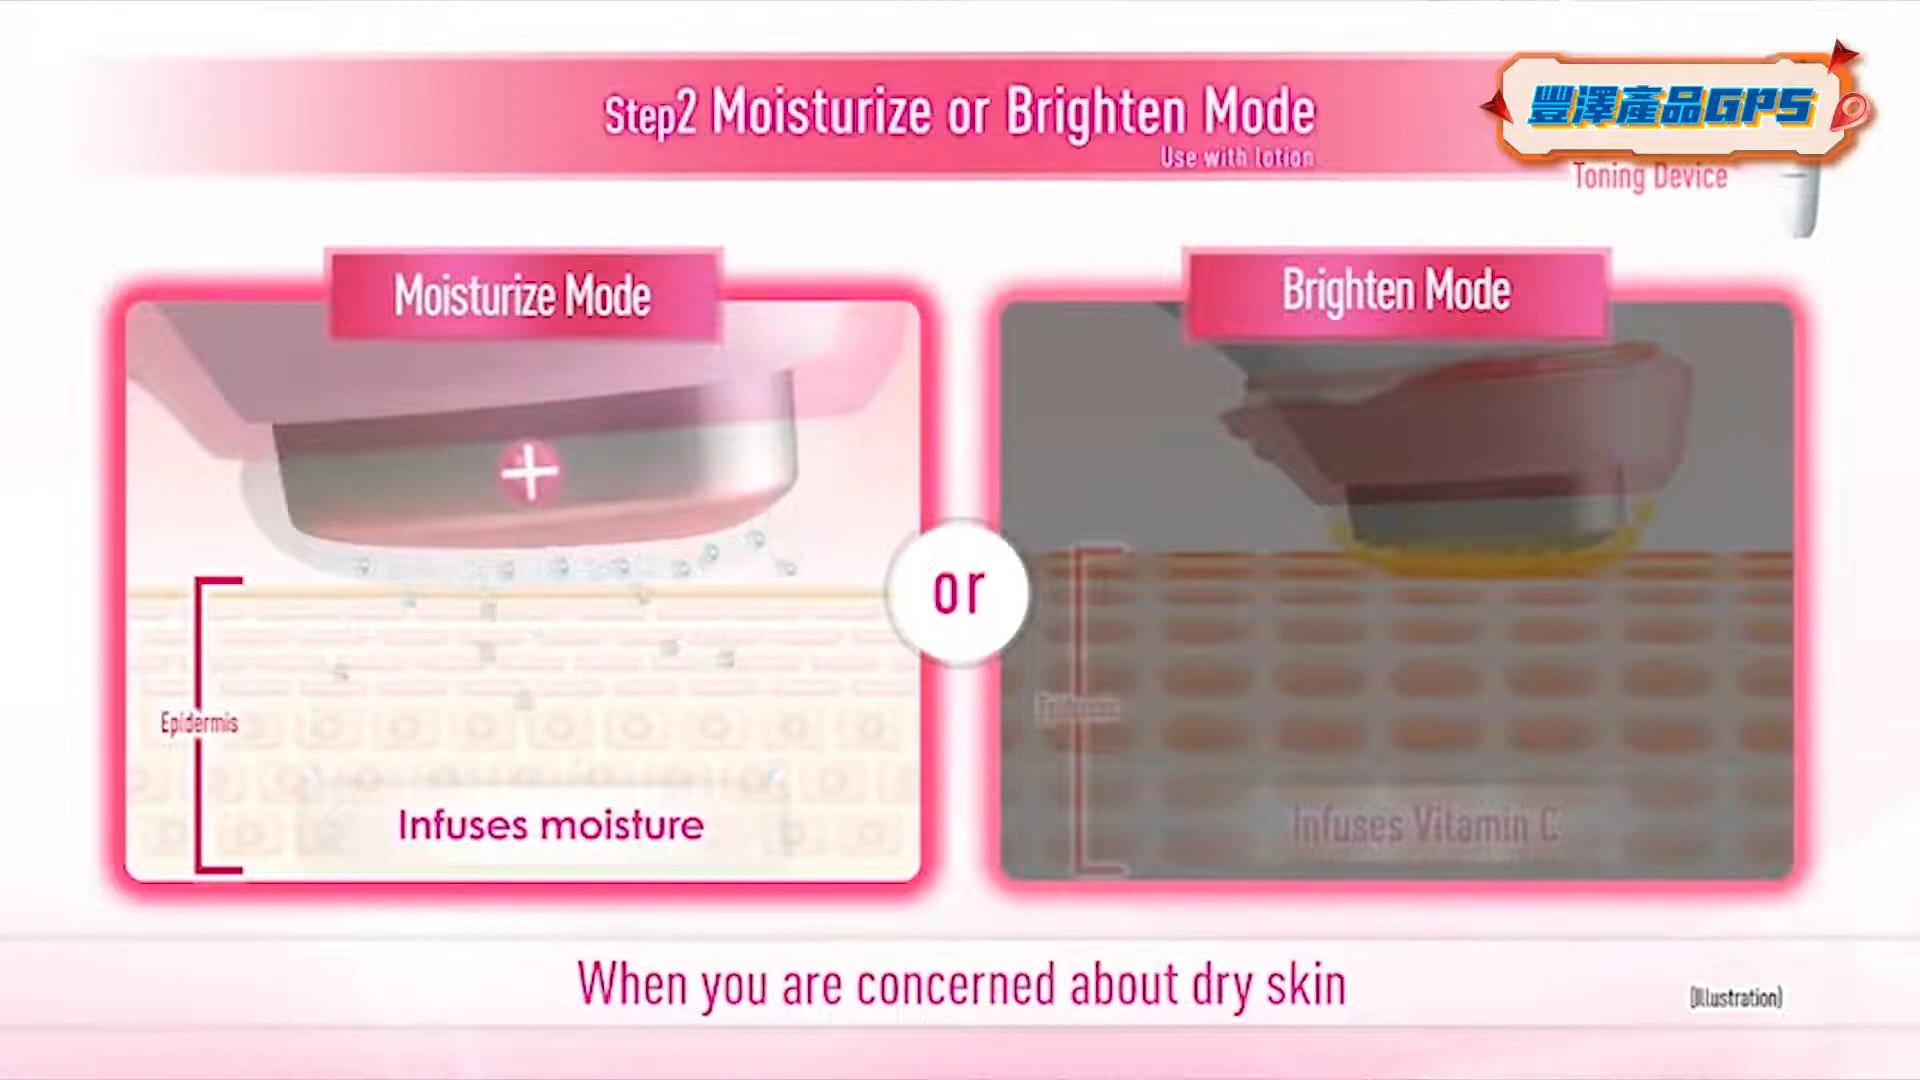 Step2 Moisturize or Brighten Mode
Use with lotion
豐澤產品GPS
Toning Device
Moisturize Mode
Brighten Mode
or
Epidermis
Infuses moisture
Infuses Vitamin C
When you are concerned about dry skin
(Illustration)